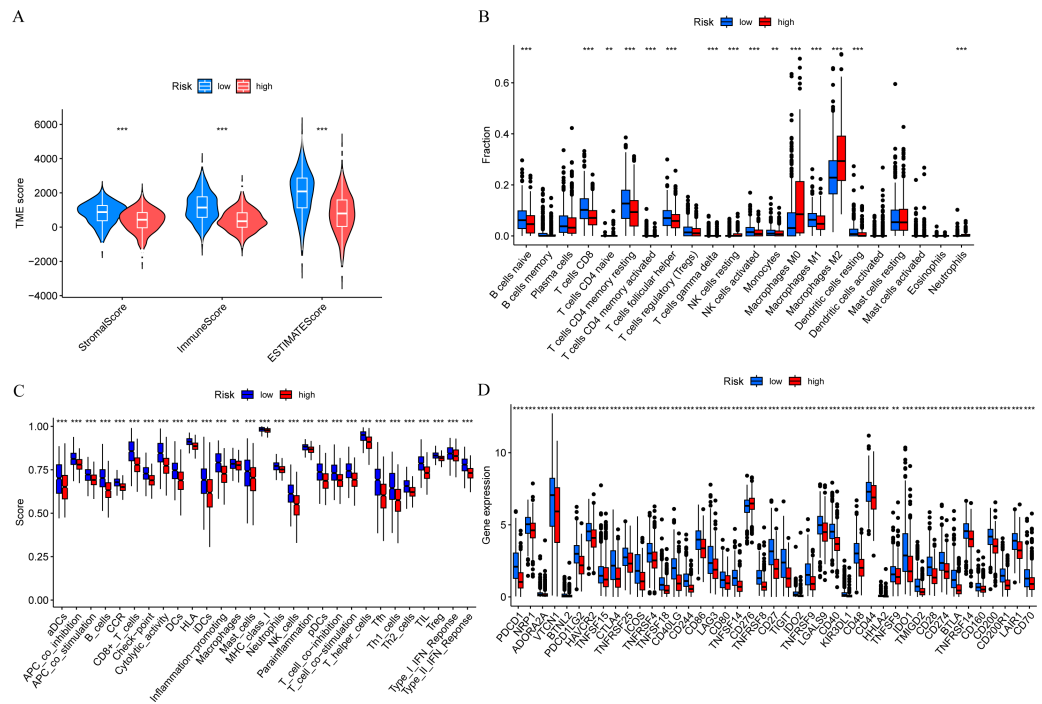 A
Risk low high
*** *** ***
TME score
6000
4000
2000
0
−2000
−4000
StromalScore
ImmuneScore
ESTIMATEScore
B
Risk low high
*** *** ** *** *** *** *** *** *** ** *** *** *** *** ***
Fraction
0.6
0.4
0.2
0.0
B cells naive
B cells memory
Plasma cells
T cells CD8
T cells CD4 naive
T cells CD4 memory resting
T cells CD4 memory activated
T cells follicular helper
T cells regulatory (Tregs)
T cells gamma delta
NK cells resting
NK cells activated
Monocytes
Macrophages M0
Macrophages M1
Macrophages M2
Dendritic cells resting
Dendritic cells activated
Mast cells resting
Mast cells activated
Eosinophils
Neutrophils
C
Risk low high
Score
1.00
0.75
0.50
0.25
0.00
aDCs
APC_co_inhibition
APC_co_stimulation
B_cells
CCR
CD8+_T_cells
Check-point
Cytolytic_activity
DCs
HLA
iDCs
Inflammation-promoting
Macrophages
Mast_cells
MHC_class_I
Neutrophils
NK_cells
Parainflammation
pDCs
T_cell_co-inhibition
T_cell_co-stimulation
T_helper_cells
Tfh
Th1_cells
Th2_cells
TIL
Treg
Type_I_IFN_Reponse
Type_II_IFN_Reponse
D
Risk low high
Gene expression
10
5
0
PDCD1
NRP1
ADORA2A
VTCN1
BTNL2
PDCD1LG2
HAVCR2
TNFSF15
CTLA4
TNFRSF25
ICOS
TNFRSF4
TNFRSF18
CD40LG
CD244
CD86
LAG3
CD80
TNFSF14
CD276
TNFRSF8
CD27
TIGIT
IDO2
TNFRSF9
LGALS9
CD40
KIR3DL1
CD48
CD44
HHLA2
TNFSF9
IDO1
TMIGD2
CD28
CD274
BTLA
TNFRSF14
CD160
CD200
CD200R1
LAIR1
CD70